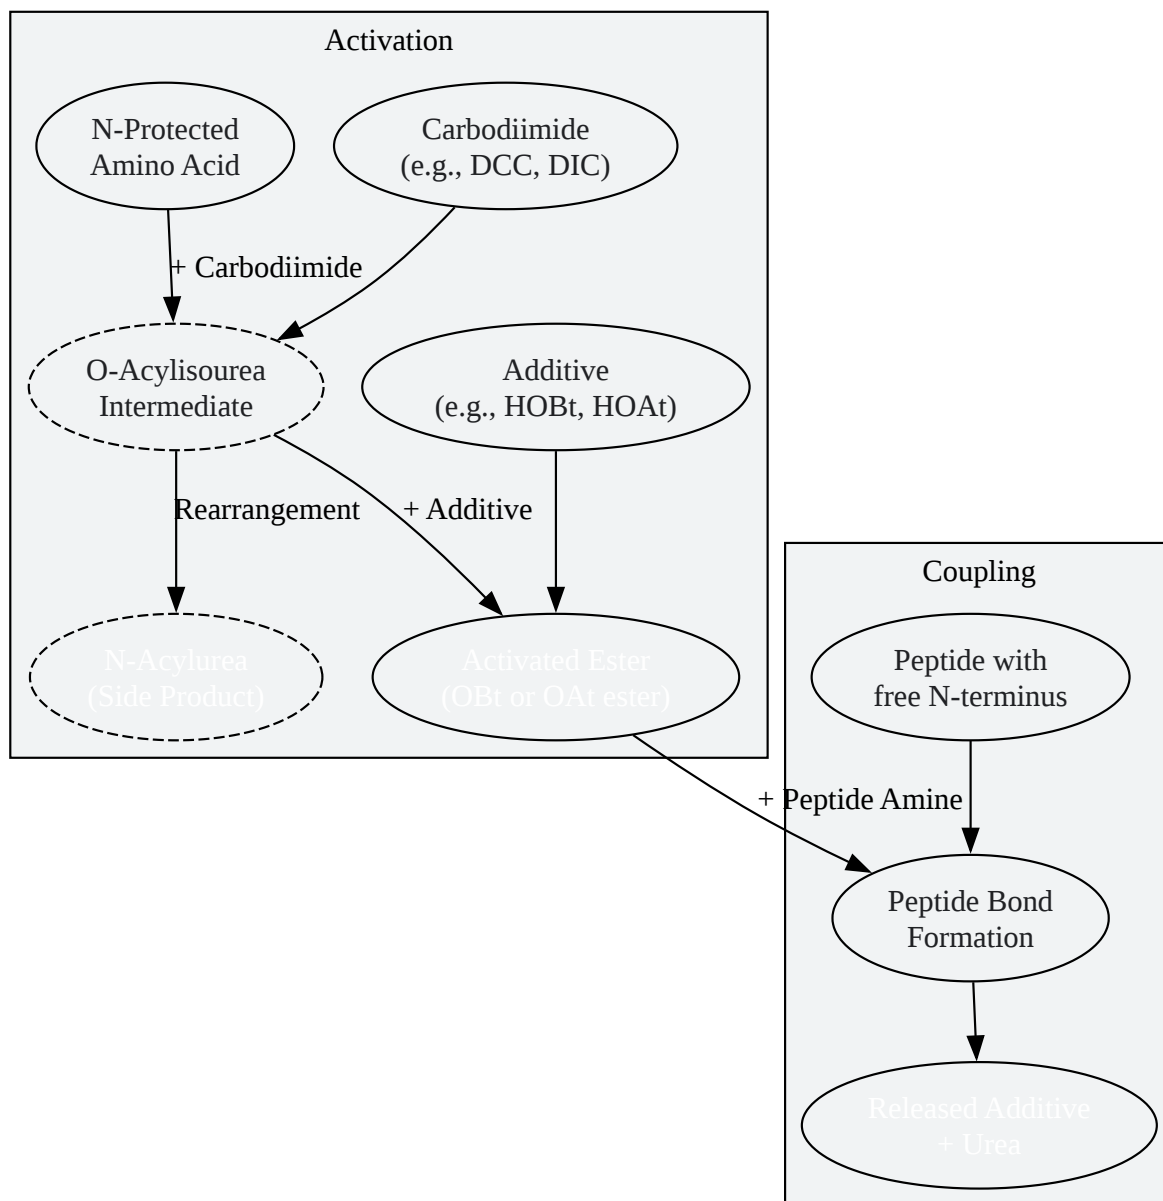 Activation
N-Protected
Amino Acid
Carbodiimide
(e.g., DCC, DIC)
+ Carbodiimide
O-Acylisourea
Intermediate
Additive
(e.g., HOBt, HOAt)
Rearrangement
+ Additive
N-Acylurea
(Side Product)
Activated Ester
(OBt or OAt ester)
Coupling
Peptide with
free N-terminus
+ Peptide Amine
Peptide Bond
Formation
Released Additive
+ Urea